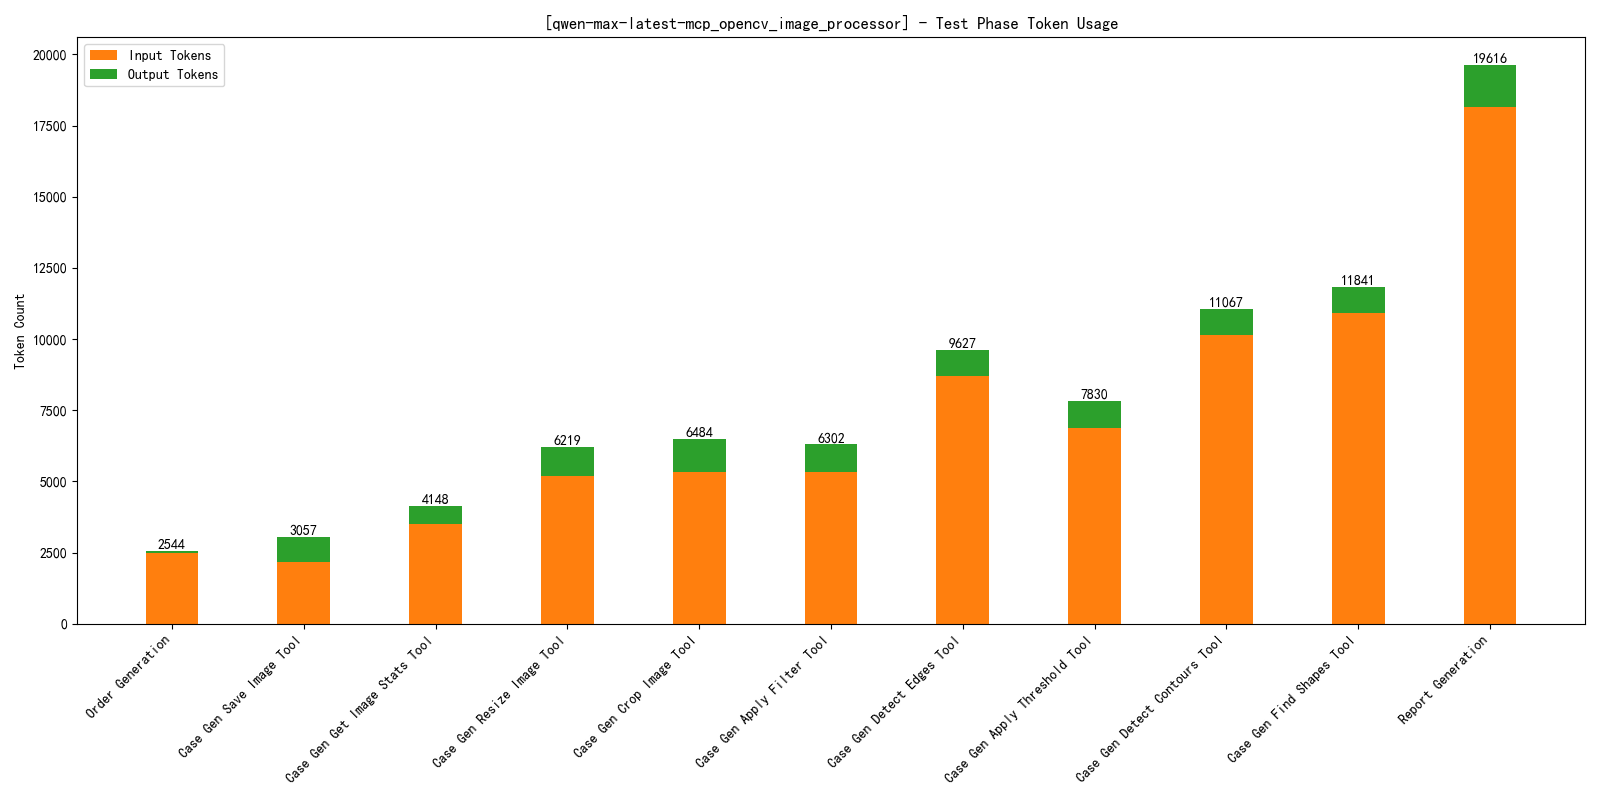 [qwen-max-latest-mcp_opencv_image_processor] - Test Phase Token Usage
Input Tokens
Output Tokens
Token Count
20000
17500
15000
12500
10000
7500
5000
2500
0
2544
3057
4148
6219
6484
6302
9627
7830
11067
11841
19616
Order Generation
Case Gen Save Image Tool
Case Gen Get Image Stats Tool
Case Gen Resize Image Tool
Case Gen Crop Image Tool
Case Gen Apply Filter Tool
Case Gen Detect Edges Tool
Case Gen Apply Threshold Tool
Case Gen Detect Contours Tool
Case Gen Find Shapes Tool
Report Generation